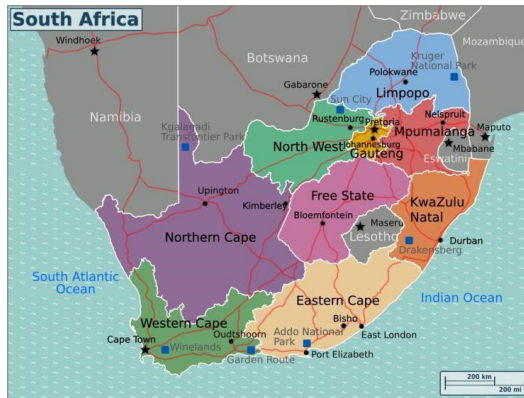 South Africa
Zimbabwe
Windhoek
Mozambique
Botswana
Kruger
National Park
Polokwane
Limpopo
Gabarone
Sun City
Rustenburg
Pretoria
Nelspruit
Namibia
Mpumalanga
Maputo
Kgalagadi
Transfontier Park
North West
Johannesburg
Gauteng
Mbabane
Eswatini
Upington
Kimberley
Free State
KwaZulu
Natal
Bloemfontein
Maseru
Lesotho
Northern Cape
Durban
Drakensberg
South Atlantic
Ocean
Eastern Cape
Indian Ocean
Western Cape
Bisho
Oudtshoorn
Addo National
Park
East London
Cape Town
Winelands
Garden Route
Port Elizabeth
200 km
200 mi